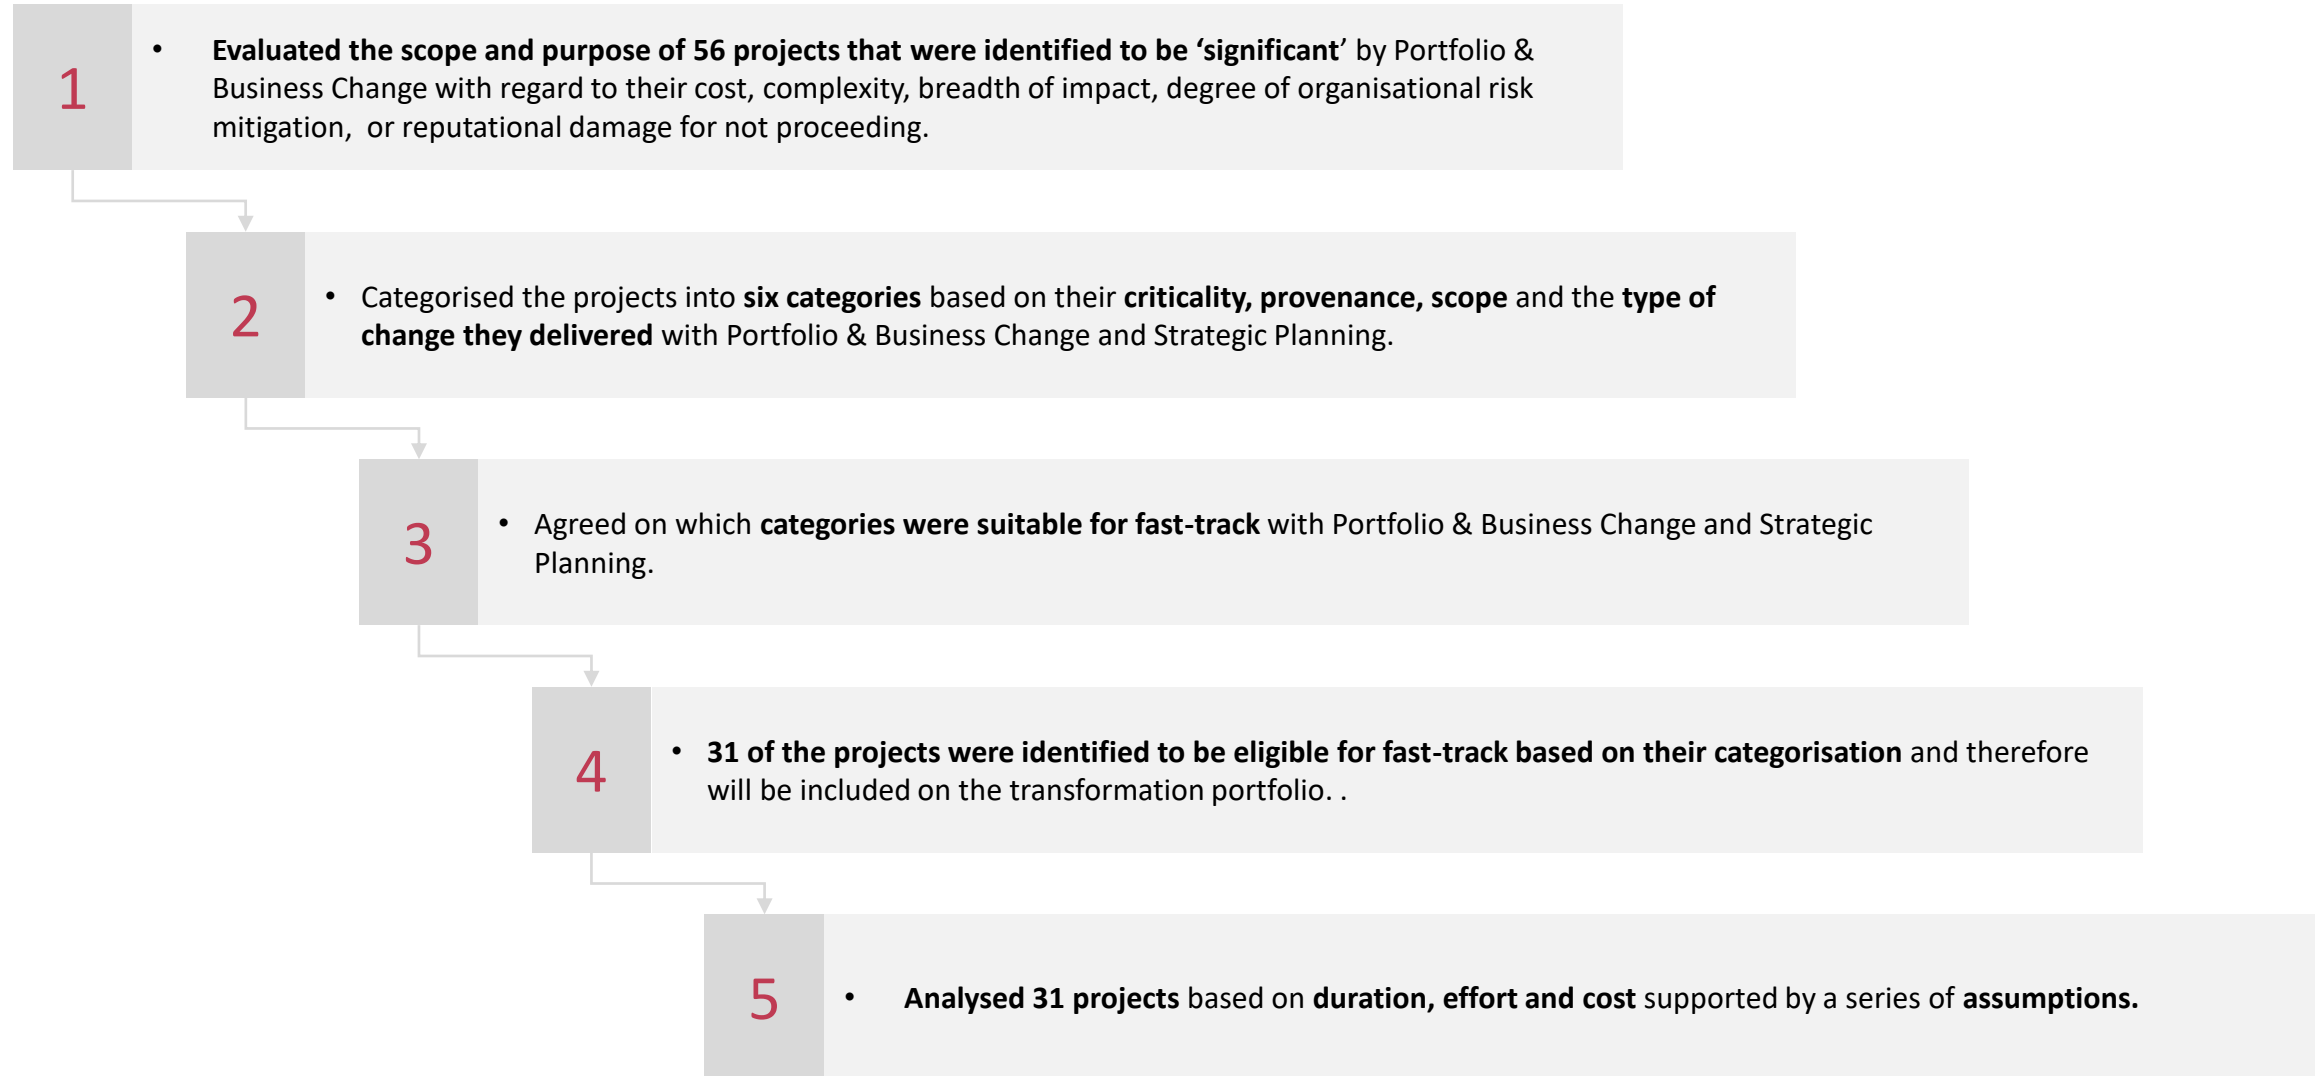 1
• Evaluated the scope and purpose of 56 projects that were identified to be ‘significant’ by Portfolio &
Business Change with regard to their cost, complexity, breadth of impact, degree of organisational risk
mitigation,  or reputational damage for not proceeding.
2
• Categorised the projects into six categories based on their criticality, provenance, scope and the type of
change they delivered with Portfolio & Business Change and Strategic Planning.
3
• Agreed on which categories were suitable for fast-track with Portfolio & Business Change and Strategic
Planning.
4
• 31 of the projects were identified to be eligible for fast-track based on their categorisation and therefore
will be included on the transformation portfolio. .
5
• Analysed 31 projects based on duration, effort and cost supported by a series of assumptions.